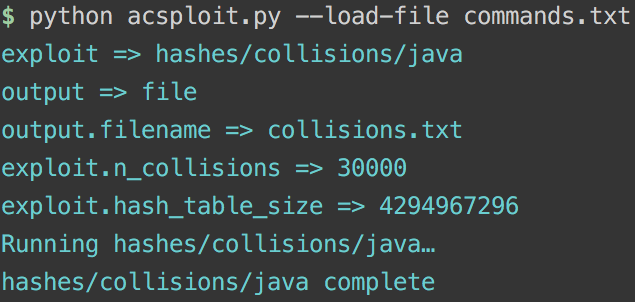 $ python acsploit.py --load-file commands.txt
exploit => hashes/collisions/java
output => file
output.filename => collisions.txt
exploit.n_collisions => 30000
exploit.hash_table_size => 4294967296
Running hashes/collisions/java…
hashes/collisions/java complete